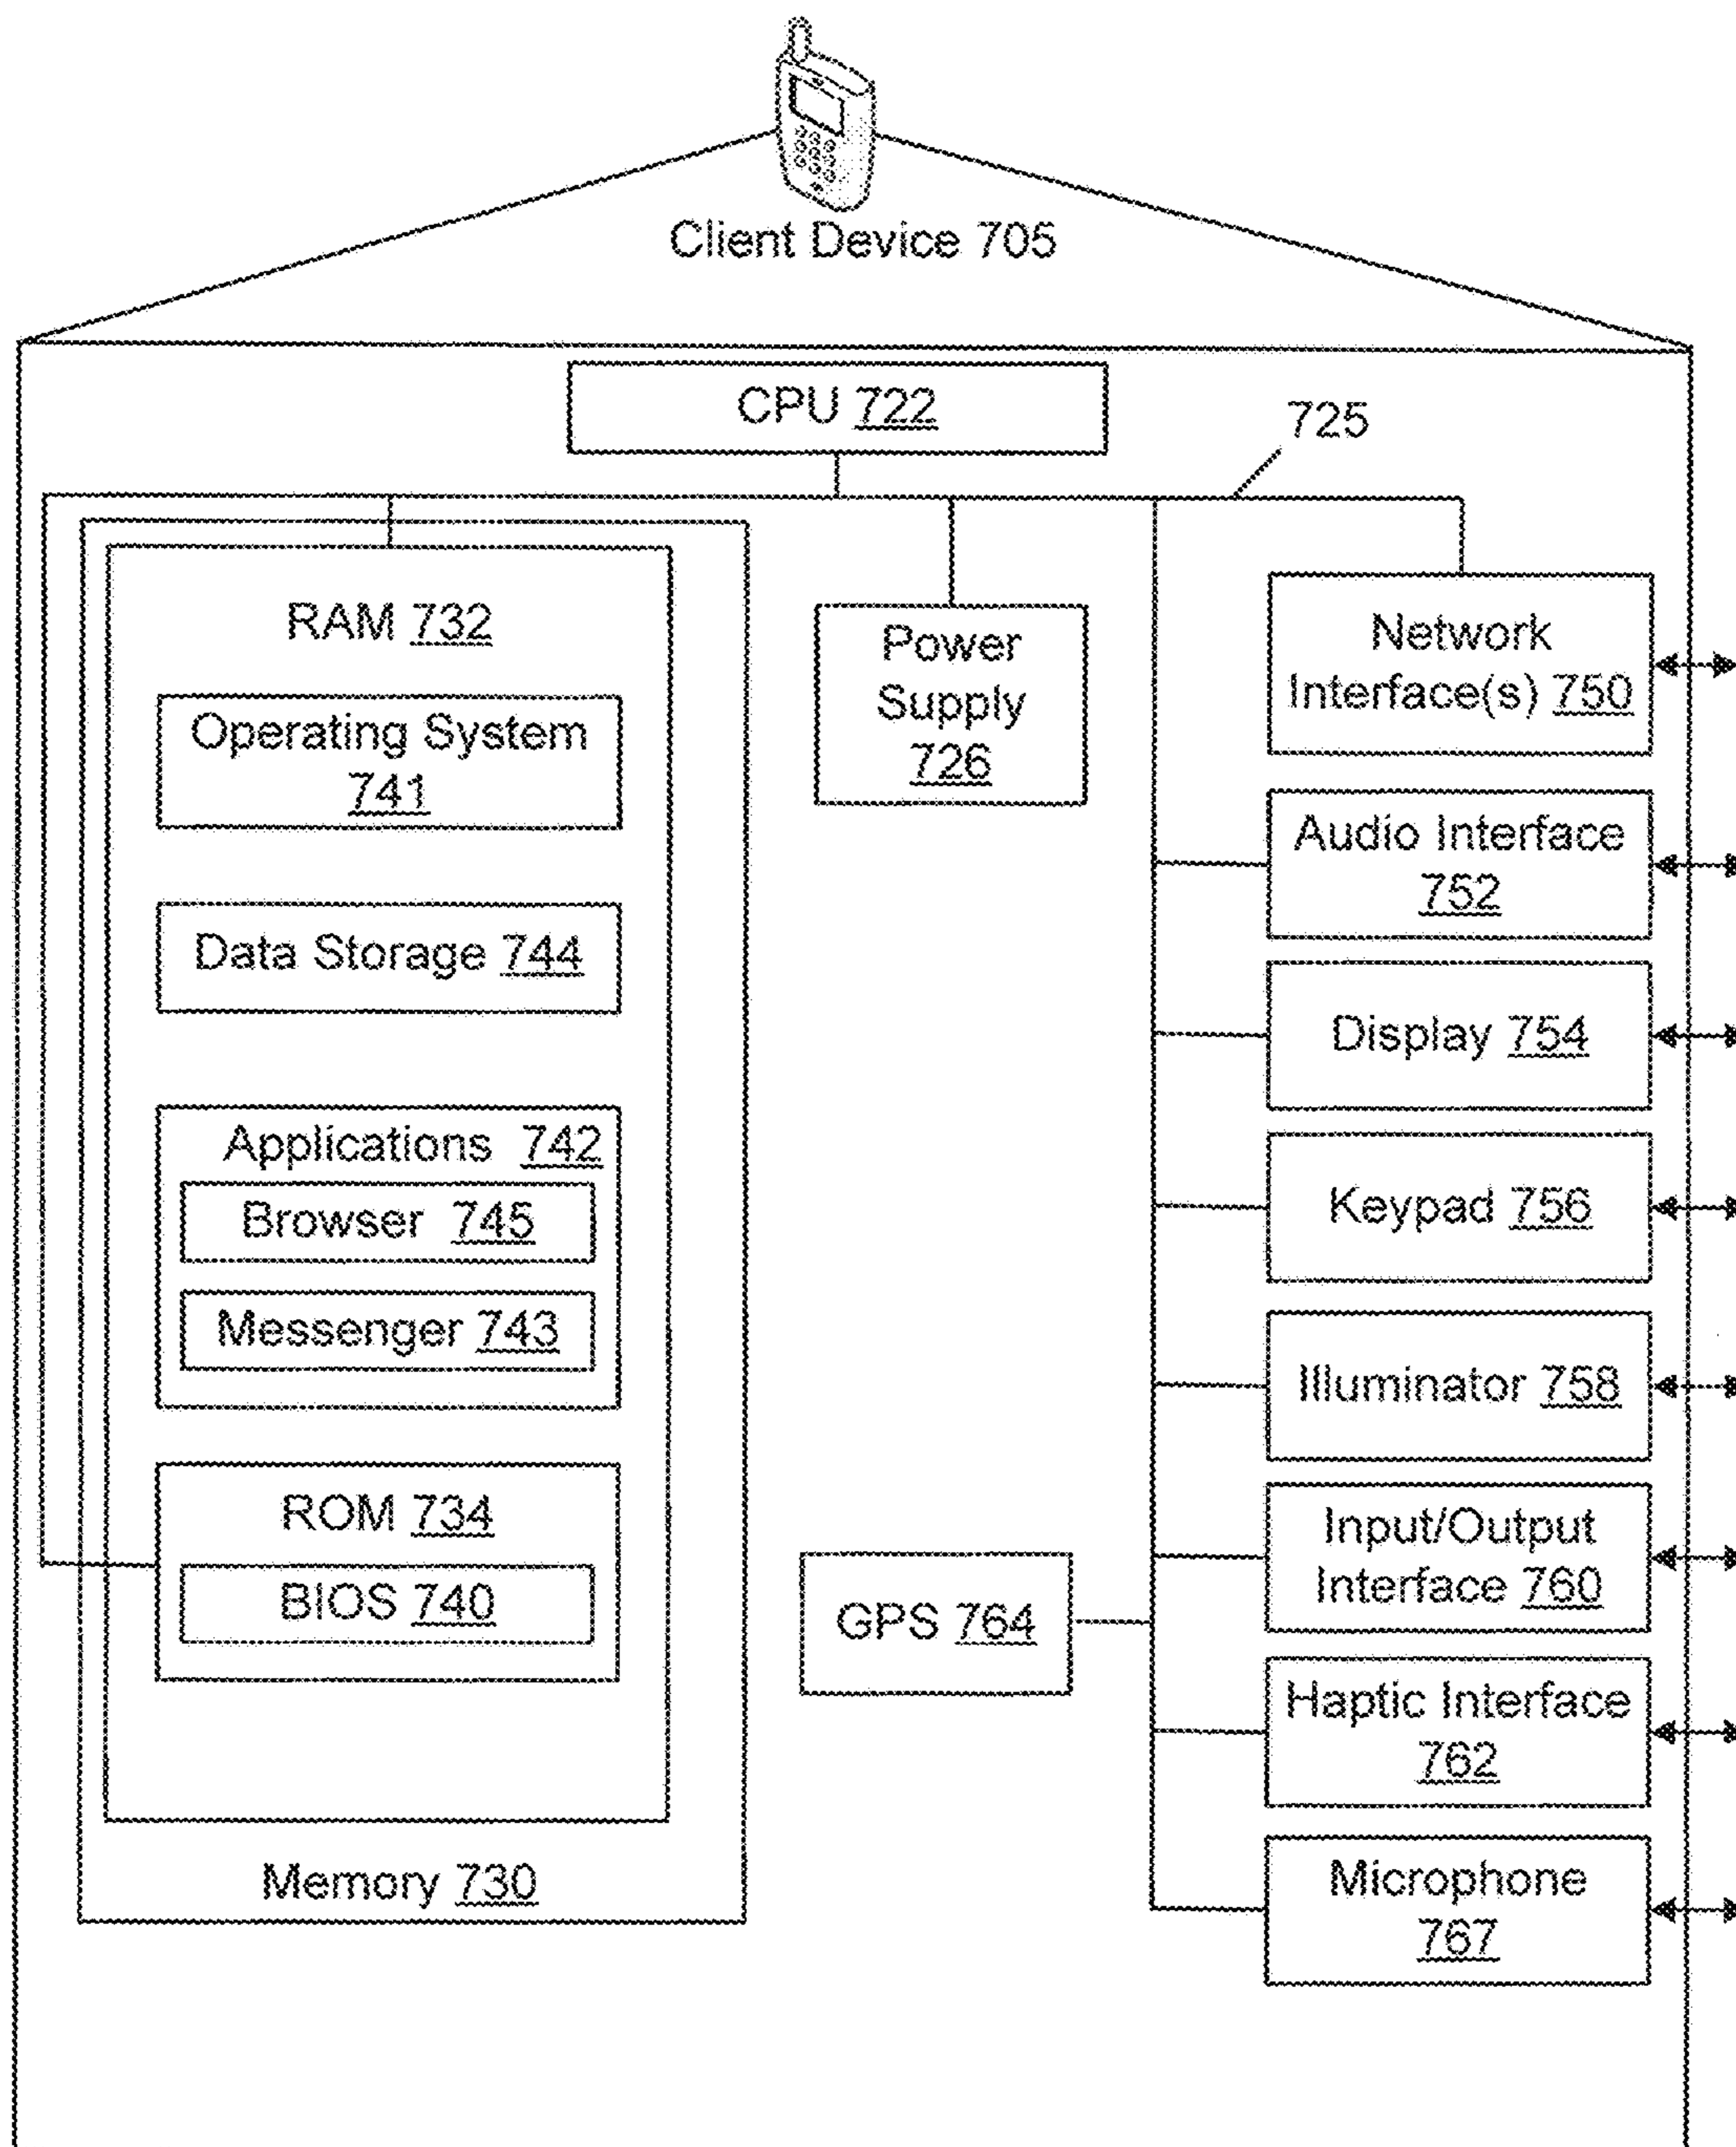 Client Device 705
CPU 722
725
RAM 732
Operating System
741
Data Storage 744
Applications 742
Browser 745
Messenger 743
ROM 734
BIOS 740
Memory 730
Power
Supply
726
GPS 764
Network
Interface(s) 750
Audio Interface
752
Display 754
Keypad 756
Illuminator 758
Input/Output
Interface 760
Haptic Interface
762
Microphone
767